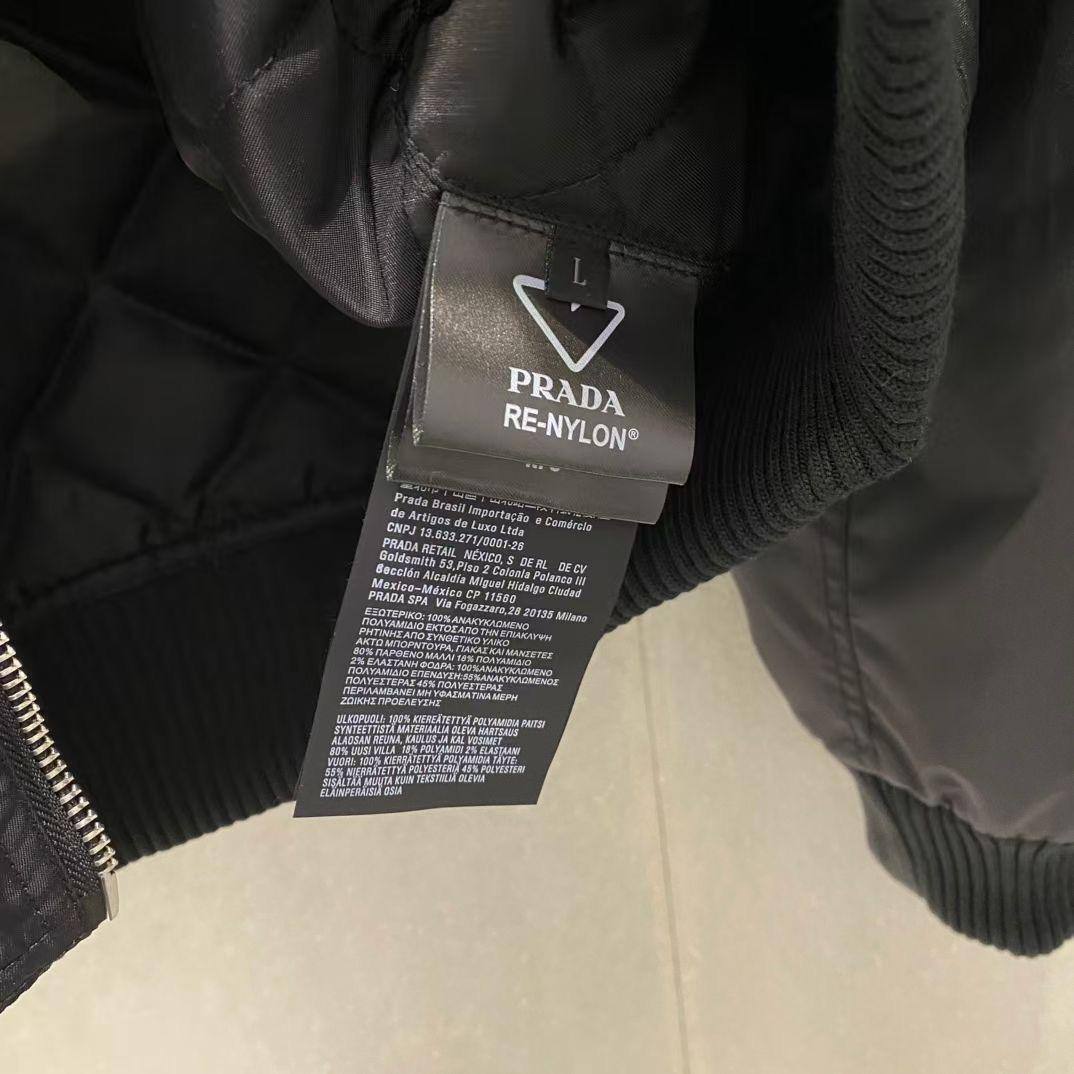 L
PRADA
RE-NYLON®
Prada Brasil Importação e Comércio
de Artigos de Luxo Ltda
CNPJ 13.633.271/0001-28
PRADA RETAIL NÉXICO, S DE RL DE CV
Goldsmith 53,Piso 2 Colonia Polanco III
Bección Alcaldía Miguel Hidalgo Ciudad
Mexico-México CP 11560
PRADA SPA Via Fogazzaro,28 20135 Milano
ΕΞΩΤΕΡΙΚΟ: 100% ΑΝΑΚΥΚΛΩΜΕΝΟ
ΠΟΛΥΑΜΙΔΙΟ ΕΚΤΟΣ ΑΠΟ ΤΗΝ ΕΠΙΑΚΛΥΨΗ
ΡΗΤΙΝΗΣ ΑΠΟ ΣΥΝΘΕΤΙΚΟ ΥΛΙΚΟ
ΑΚΤΩ ΜΠΟΡΝΤΟΥΡΑ, ΓΙΑΚΑΣ ΚΑΙ ΜΑΝΣΕΤΕΣ
80% ΠΑΡΘΕΝΟ ΜΑΛΛΙ 18% ΠΟΛΥΑΜΙΔΙΟ
2% ΕΛΑΣΤΑΝΗ ΦΟΔΡΑ: 100%ΑΝΑΚΥΚΛΩΜΕΝΟ
ΠΟΛΥΑΜΙΔΙΟ ΕΠΕΝΔΥΣΗ:55%ΑΝΑΚΥΚΛΩΜΕΝΟΣ
ΠΟΛΥΕΣΤΕΡΑΣ 45% ΠΟΛΥΕΣΤΕΡΑΣ
ΠΕΡΙΛΑΜΒΑΝΕΙ ΜΗ ΥΦΑΣΜΑΤΙΝΑ ΜΕΡΗ
ΖΩΙΚΗΣ ΠΡΟΕΛΕΥΣΗΣ
ULKOPUOLI: 100% KIEREÄTETTYÄ POLYAMIDIA PAITSI
SYNTEETTISTÄ MATERIAALIA OLEVA HARTSAUS
ALAOSAN REUNA, KAULUS JA KAL VOSIMET
80% UUSI VILLA 18% POLYAMIDI 2% ELASTAANI
VUORI: 100% KIERRÄTETTYÄ POLYAMIDIA TÄYTE:
55% NIERRÄTETTYÄ POLYESTERIÄ 45% POLYESTERI
SISÄLTÄÄ MUUTA KUIN TEKSTIILIÄ OLEVIA
ELÄINPERÄISIÄ OSIA